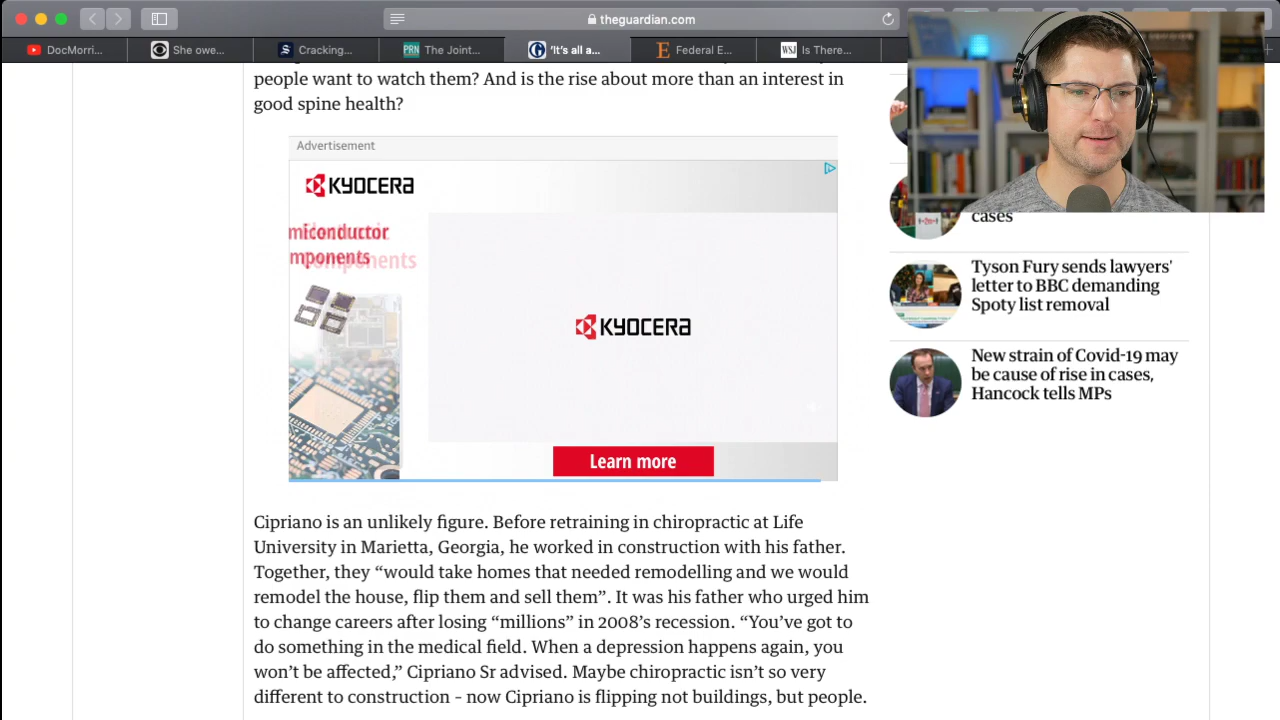 theguardian.com
DocMorri...
She owe...
Cracking...
PRN
The Joint...
'It's all a...
E
Federal E...
WSJ
Is There...
people want to watch them? And is the rise about more than an interest in
good spine health?
Advertisement
KYOCERA
miconductor
mponents
components
KYOCERA
Learn more
cases
Tyson Fury sends lawyers'
letter to BBC demanding
Spoty list removal
New strain of Covid-19 may
be cause of rise in cases,
Hancock tells MPs
Cipriano is an unlikely figure. Before retraining in chiropractic at Life
University in Marietta, Georgia, he worked in construction with his father.
Together, they “would take homes that needed remodelling and we would
remodel the house, flip them and sell them”. It was his father who urged him
to change careers after losing “millions” in 2008’s recession. “You’ve got to
do something in the medical field. When a depression happens again, you
won’t be affected,” Cipriano Sr advised. Maybe chiropractic isn’t so very
different to construction – now Cipriano is flipping not buildings, but people.